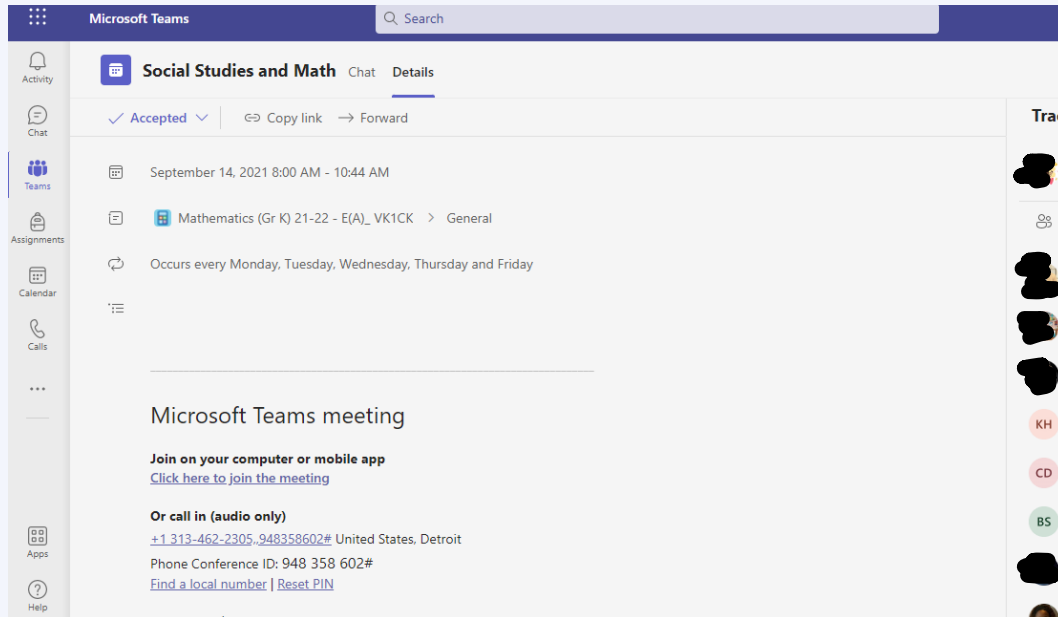 Microsoft Teams
Search
Activity
Chat
Teams
Assignments
Calendar
Calls
Apps
Help
Social Studies and Math Chat Details
Accepted Copy link Forward
September 14, 2021 8:00 AM - 10:44 AM
Mathematics (Gr K) 21-22 - E(A)_ VK1CK > General
Occurs every Monday, Tuesday, Wednesday, Thursday and Friday
Microsoft Teams meeting
Join on your computer or mobile app
Click here to join the meeting
Or call in (audio only)
+1 313-462-2305,,948358602# United States, Detroit
Phone Conference ID: 948 358 602#
Find a local number | Reset PIN
Tra
KH
CD
BS